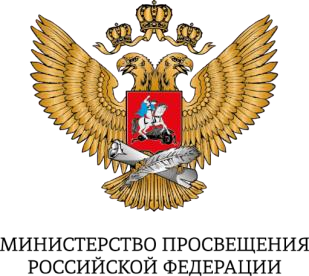 МИНИСТЕРСТВО ПРОСВЕЩЕНИЯ
РОССИЙСКОЙ ФЕДЕРАЦИИ